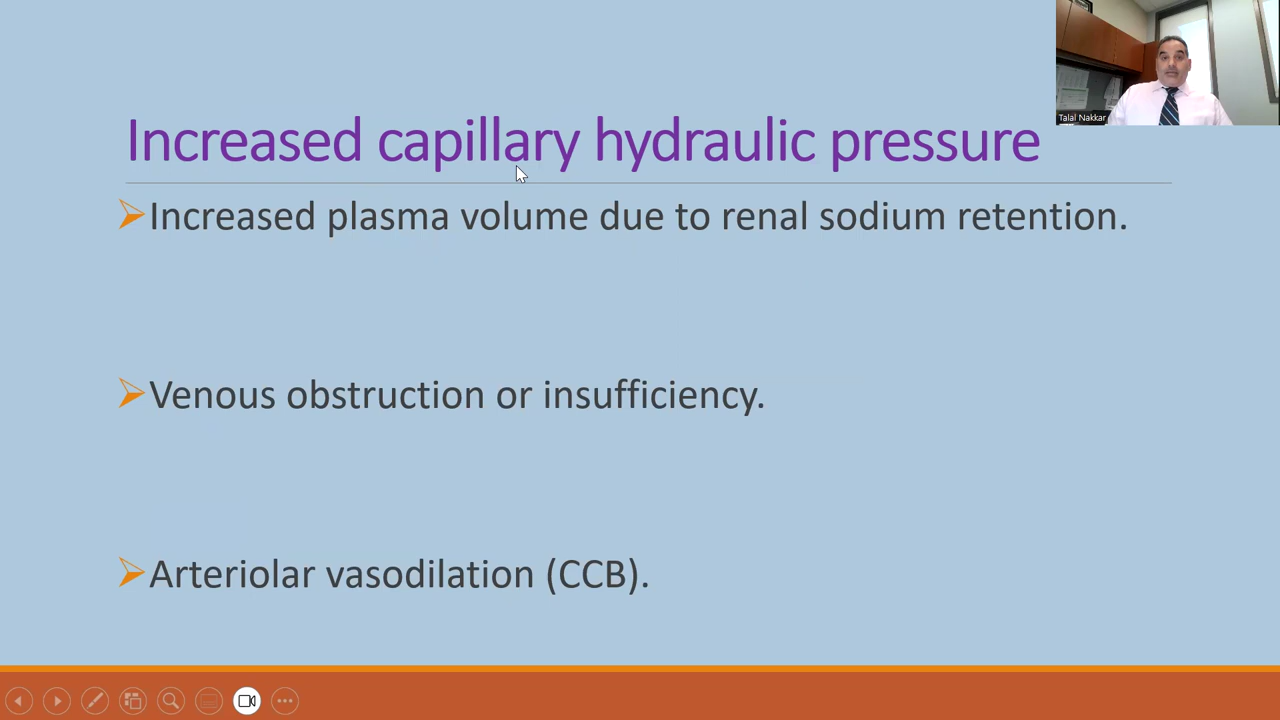 Talal Nakkar
Increased capillary hydraulic pressure
Increased plasma volume due to renal sodium retention.
Venous obstruction or insufficiency.
Arteriolar vasodilation (CCB).